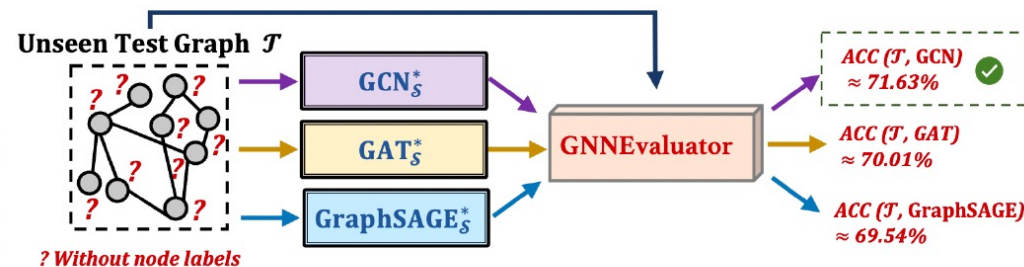 Unseen Test Graph 𝒯
?
?
?
?
?
?
?
?
?
? Without node labels
GCN*𝒮
GAT*𝒮
GraphSAGE*𝒮
GNNEvaluator
ACC (𝒯, GCN)
≈ 71.63%
ACC (𝒯, GAT)
≈ 70.01%
ACC (𝒯, GraphSAGE)
≈ 69.54%